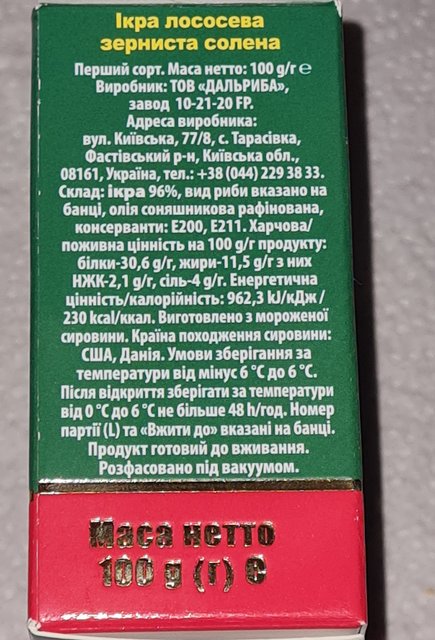 Ікра лососева
зерниста солена
Перший сорт. Маса нетто: 100 g/г ℮
Виробник: ТОВ «ДАЛЬРИБА»,
завод 10-21-20 FP.
Адреса виробника:
вул. Київська, 77/8, с. Тарасівка,
Фастівський р-н, Київська обл.,
08161, Україна, тел.: +38 (044) 229 38 33.
Склад: ікра 96%, вид риби вказано на
банці, олія соняшникова рафінована,
консерванти: Е200, Е211. Харчова/
поживна цінність на 100 g/г продукту:
білки-30,6 g/г, жири-11,5 g/г з них
НЖК-2,1 g/г, сіль-4 g/г. Енергетична
цінність/калорійність: 962,3 kJ/кДж /
230 kcal/ккал. Виготовлено з мороженої
сировини. Країна походження сировини:
США, Данія. Умови зберігання за
температури від мінус 6 °С до 6 °С.
Після відкриття зберігати за температури
від 0 °С до 6 °С не більше 48 h/год. Номер
партії (L) та «Вжити до» вказані на банці.
Продукт готовий до вживання.
Розфасовано під вакуумом.
Маса нетто
100 g (г) ℮